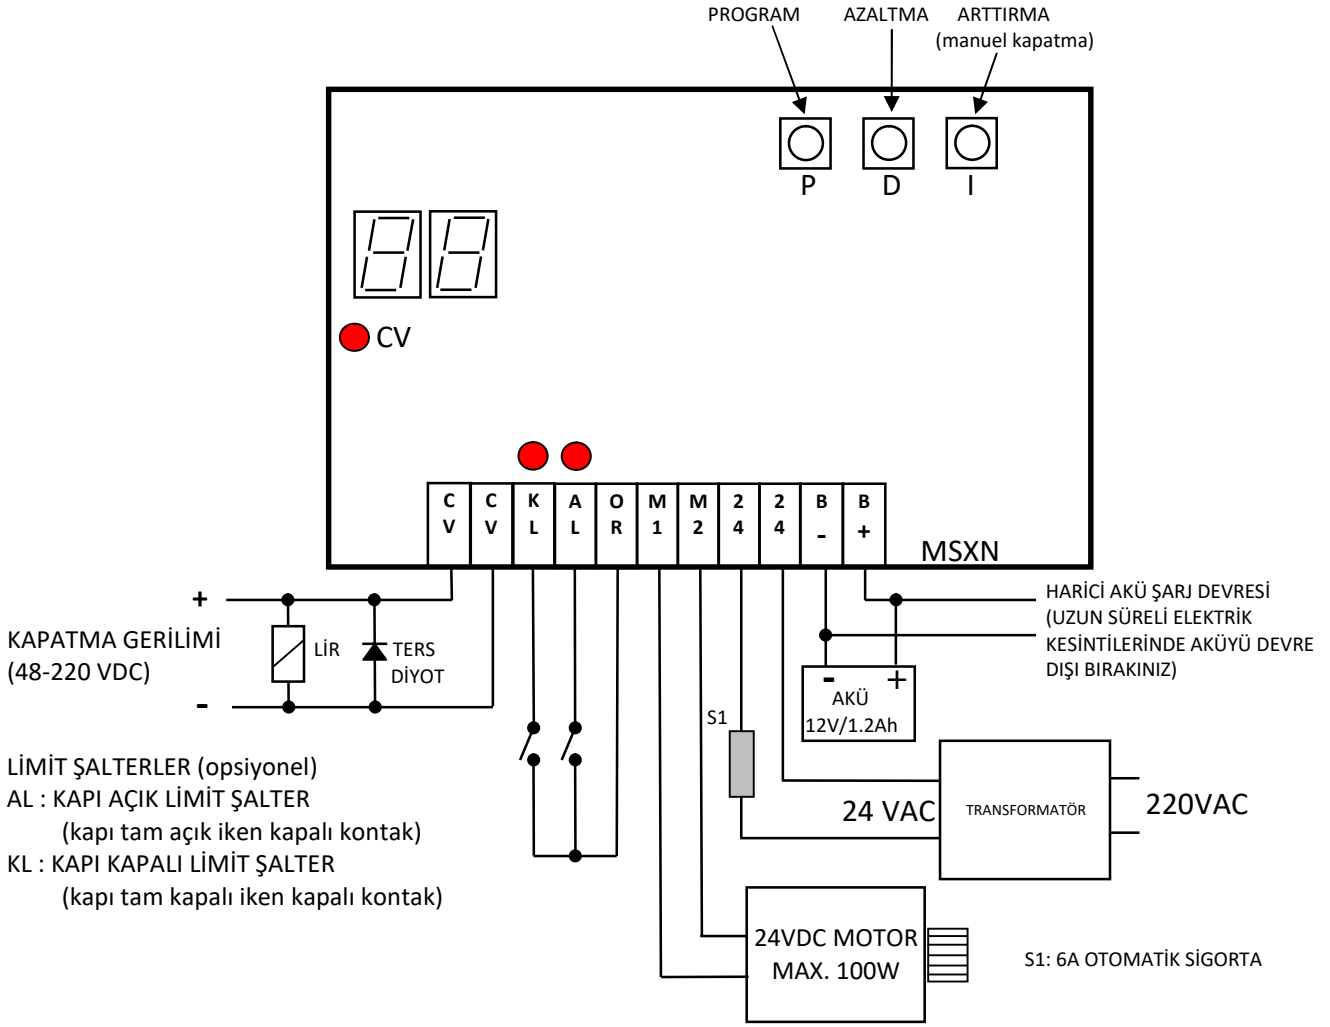 PROGRAM AZALTMA ARTTIRMA
(manuel kapatma)
P D I
CV
C
V
C
V
K
L
A
L
O
R
M
1
M
2
2
4
2
4
B
-
B
+
MSXN
+
KAPATMA GERİLİMİ
(48-220 VDC)
-
LİR
TERS
DİYOT
HARİCİ AKÜ ŞARJ DEVRESİ
(UZUN SÜRELİ ELEKTRİK
KESİNTİLERİNDE AKÜYÜ DEVRE
DIŞI BIRAKINIZ)
- +
AKÜ
12V/1.2Ah
S1
LİMİT ŞALTERLER (opsiyonel)
AL : KAPI AÇIK LİMİT ŞALTER
(kapı tam açık iken kapalı kontak)
KL : KAPI KAPALI LİMİT ŞALTER
(kapı tam kapalı iken kapalı kontak)
24 VAC
TRANSFORMATÖR
220VAC
24VDC MOTOR
MAX. 100W
S1: 6A OTOMATİK SİGORTA